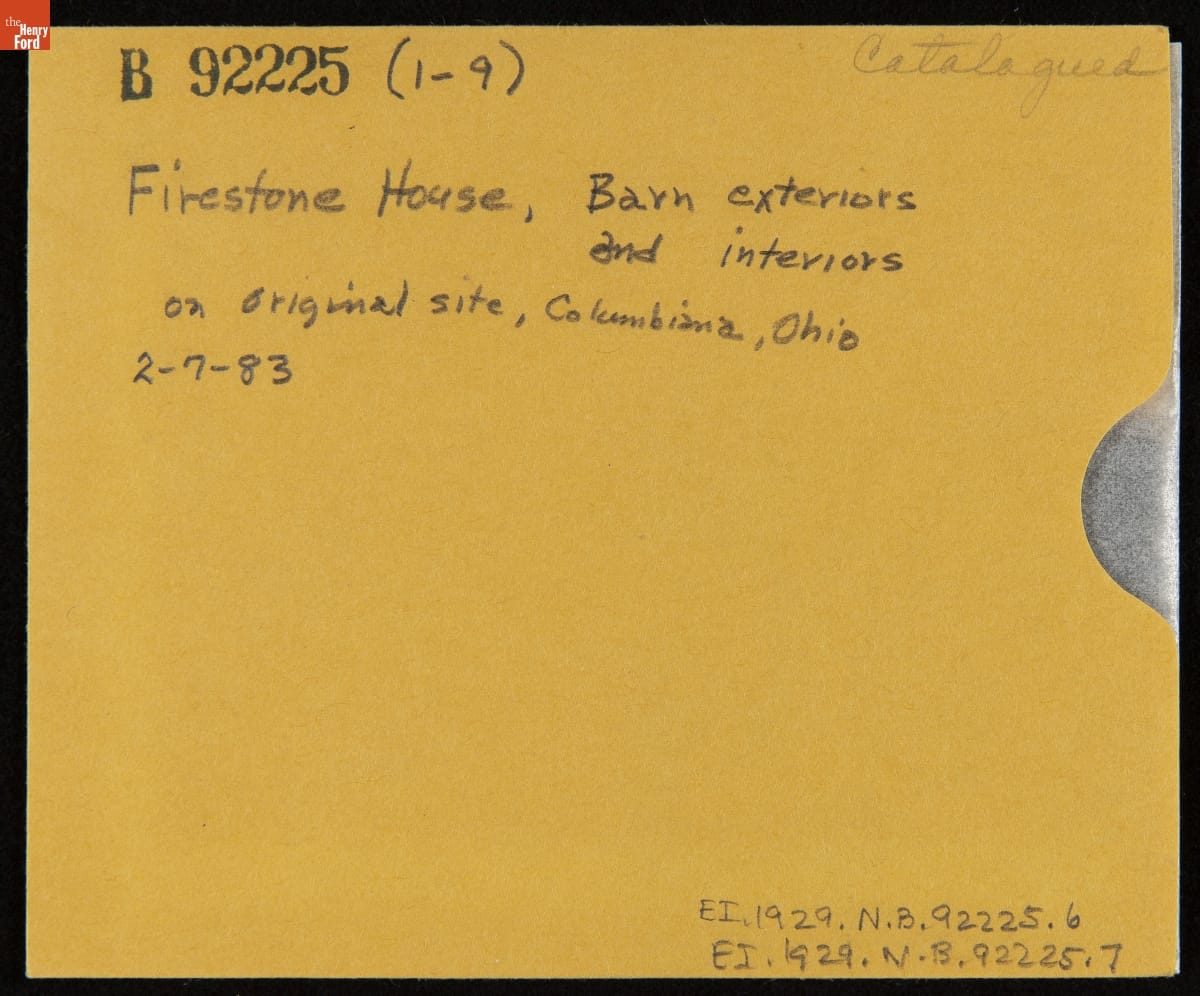 the
Henry
Ford
B 92225 (1-9)
Catalogued
Firestone House, Barn exteriors
and interiors
on original site, Columbiana, Ohio
2-7-83
EI.1929.N.B.92225.6
EI.1929.N.B.92225.7